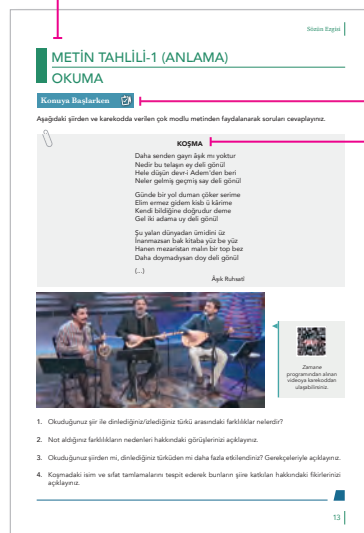 Sözün Ezgisi
METİN TAHLİLİ-1 (ANLAMA)
OKUMA
Konuya Başlarken
Aşağıdaki şiirden ve karekodda verilen çok modlu metinden faydalanarak soruları cevaplayınız.
KOŞMA
Daha senden gayrı âşık mı yoktur
Nedir bu telaşın ey deli gönül
Hele düşün devr-i Adem'den beri
Neler gelmiş geçmiş say deli gönül
Günde bir yol duman çöker serime
Elim ermez gidem kisb ü kârime
Kendi bildiğine doğrudur deme
Gel iki adama uy deli gönül
Şu yalan dünyadan ümidini üz
İnanmazsan bak kitaba yüz be yüz
Hanen mezaristan malın bir top bez
Daha doymadıysan doy deli gönül
(...)
Âşık Ruhsatî
Zamane
programından alınan
videoya karekoddan
ulaşabilirsiniz.
1. Okuduğunuz şiir ile dinlediğiniz/izlediğiniz türkü arasındaki farklılıklar nelerdir?
2. Not aldığınız farklılıkların nedenleri hakkındaki görüşlerinizi açıklayınız.
3. Okuduğunuz şiirden mi, dinlediğiniz türküden mi daha fazla etkilendiniz? Gerekçeleriyle açıklayınız.
4. Koşmadaki isim ve sıfat tamlamalarını tespit ederek bunların şiire katkıları hakkındaki fikirlerinizi
açıklayınız.
13